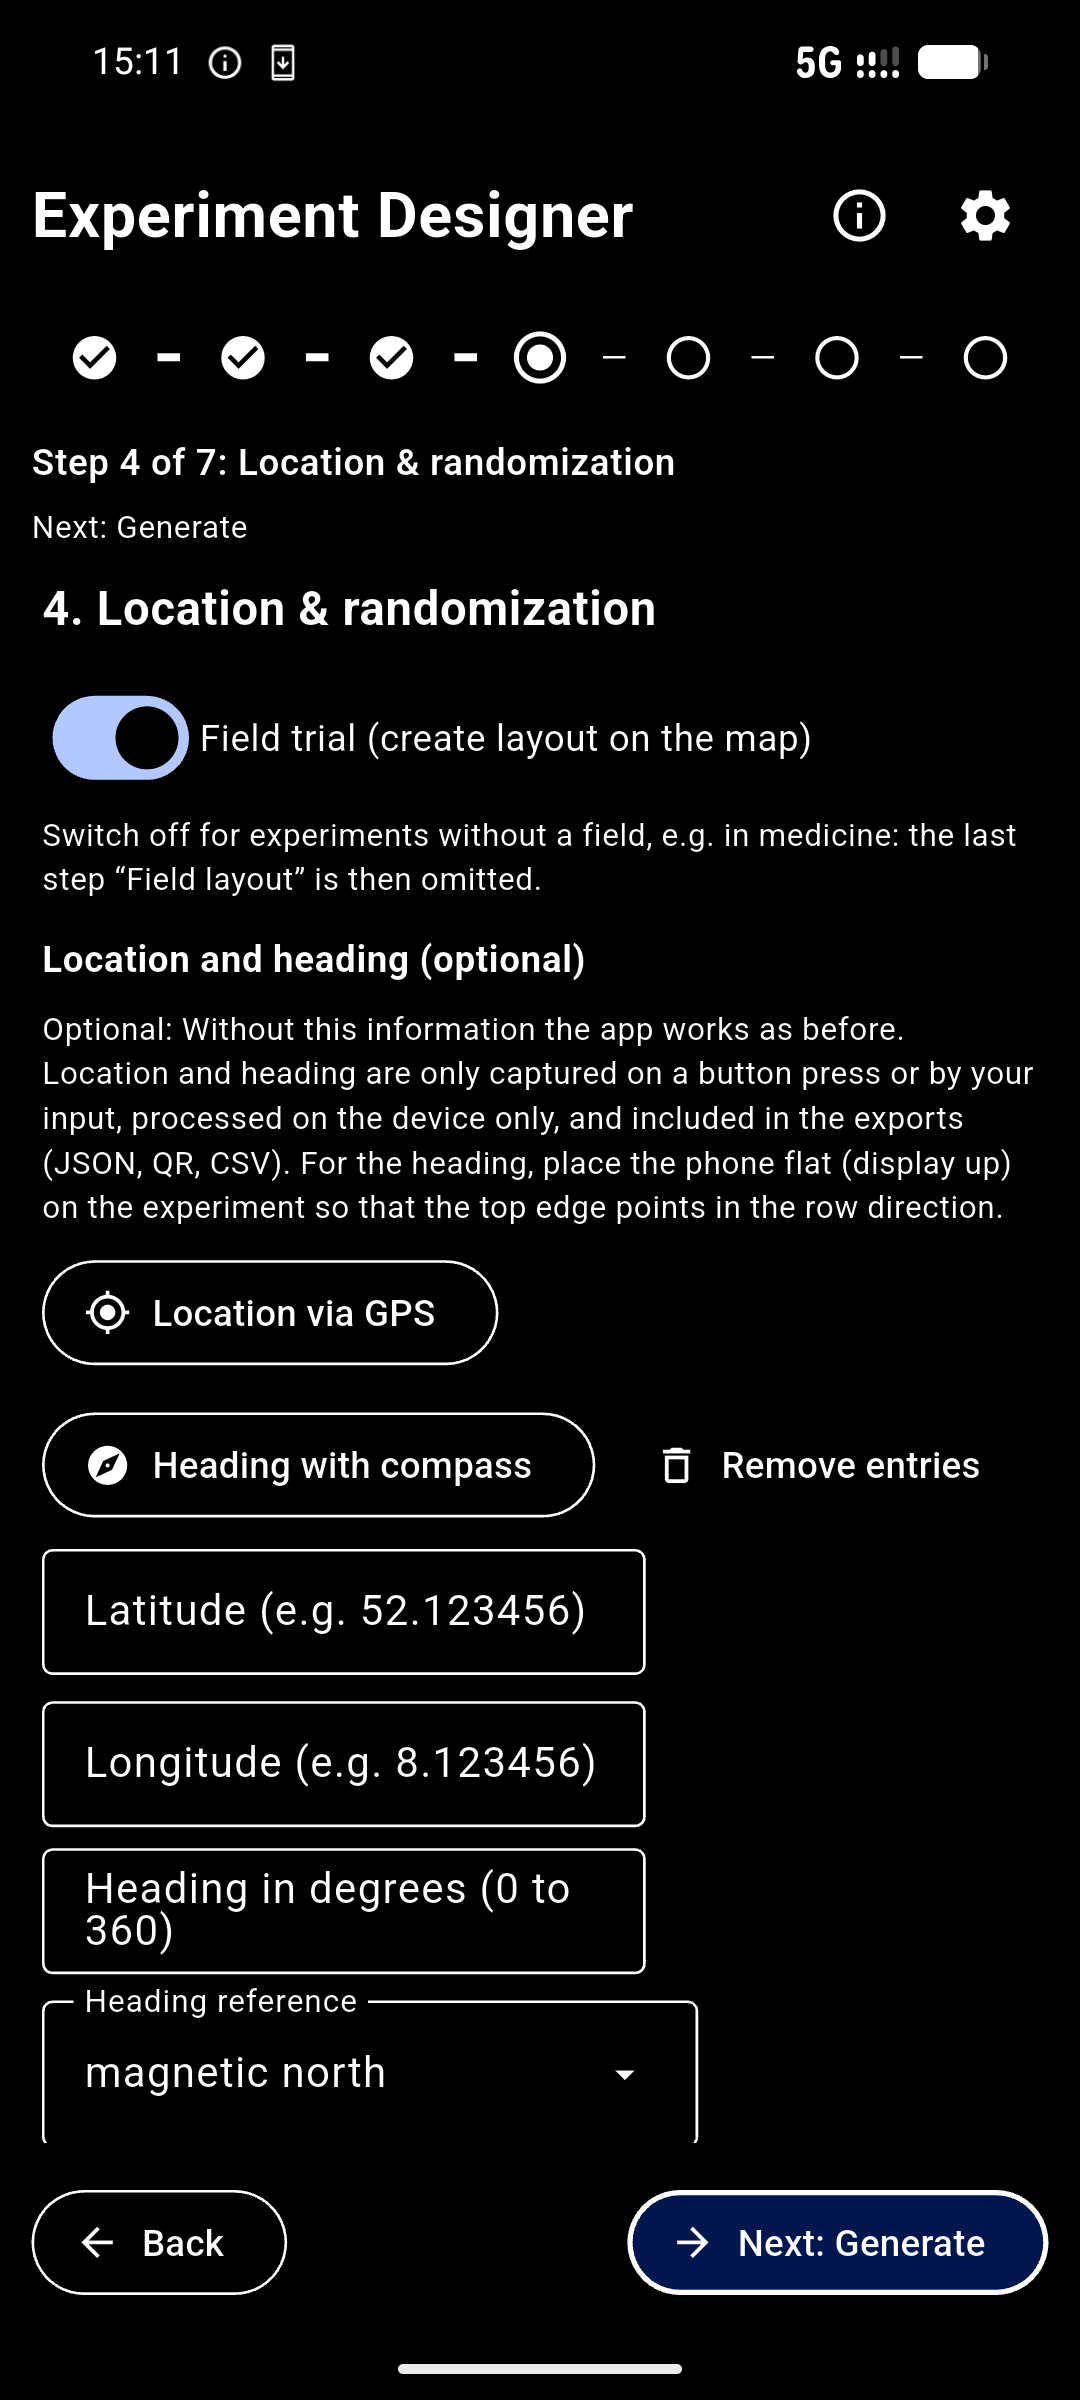 15:11
5G
Experiment Designer
Step 4 of 7: Location & randomization
Next: Generate
4. Location & randomization
Field trial (create layout on the map)
Switch off for experiments without a field, e.g. in medicine: the last
step “Field layout” is then omitted.
Location and heading (optional)
Optional: Without this information the app works as before.
Location and heading are only captured on a button press or by your
input, processed on the device only, and included in the exports
(JSON, QR, CSV). For the heading, place the phone flat (display up)
on the experiment so that the top edge points in the row direction.
Location via GPS
Heading with compass
Remove entries
Latitude (e.g. 52.123456)
Longitude (e.g. 8.123456)
Heading in degrees (0 to
360)
Heading reference
magnetic north
Back
Next: Generate